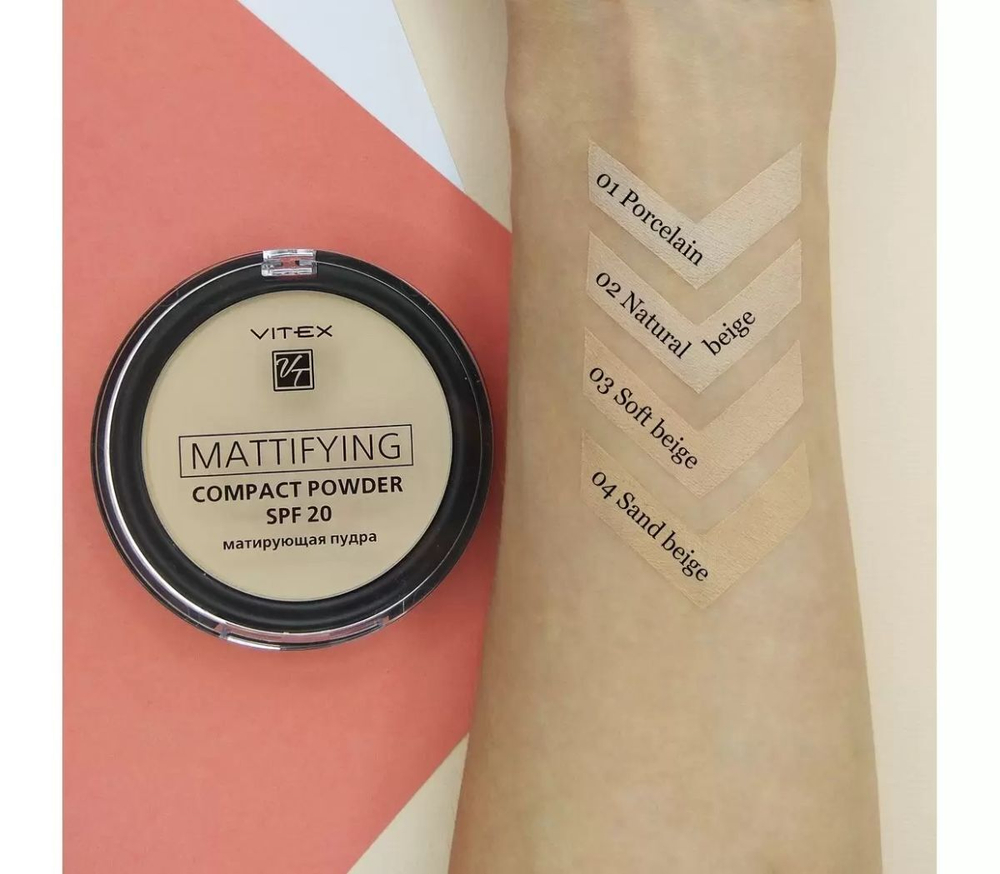 VITEX
VT
MATTIFYING
COMPACT POWDER
SPF 20
матирующая пудра
01 Porcelain
02 Natural beige
03 Soft beige
04 Sand beige